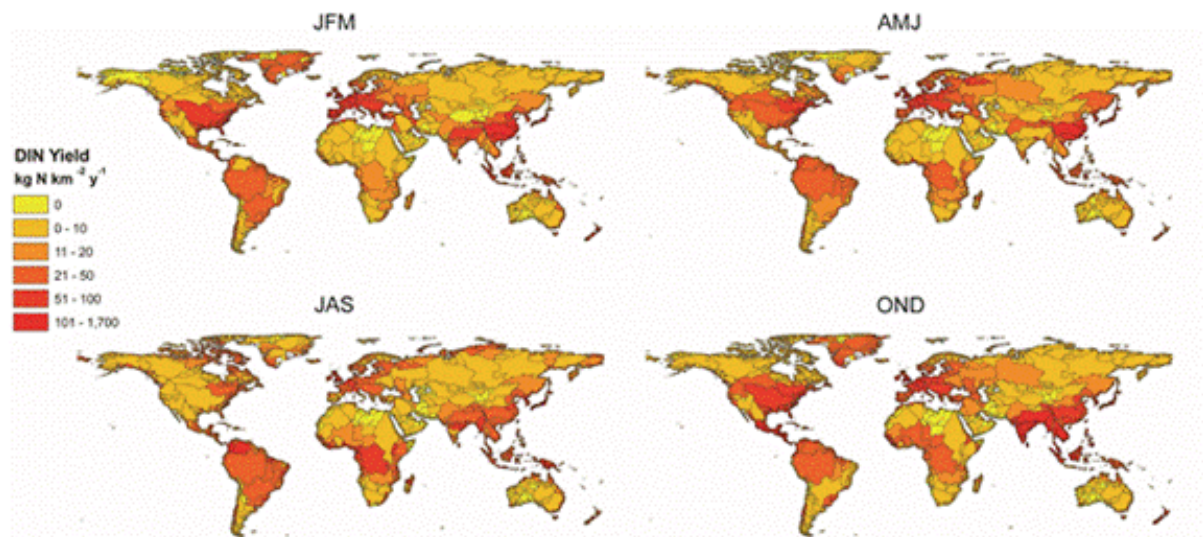 JFM
AMJ
DIN Yield
kg N km⁻² y⁻¹
0
0 - 10
11 - 20
21 - 50
51 - 100
101 - 1,700
JAS
OND